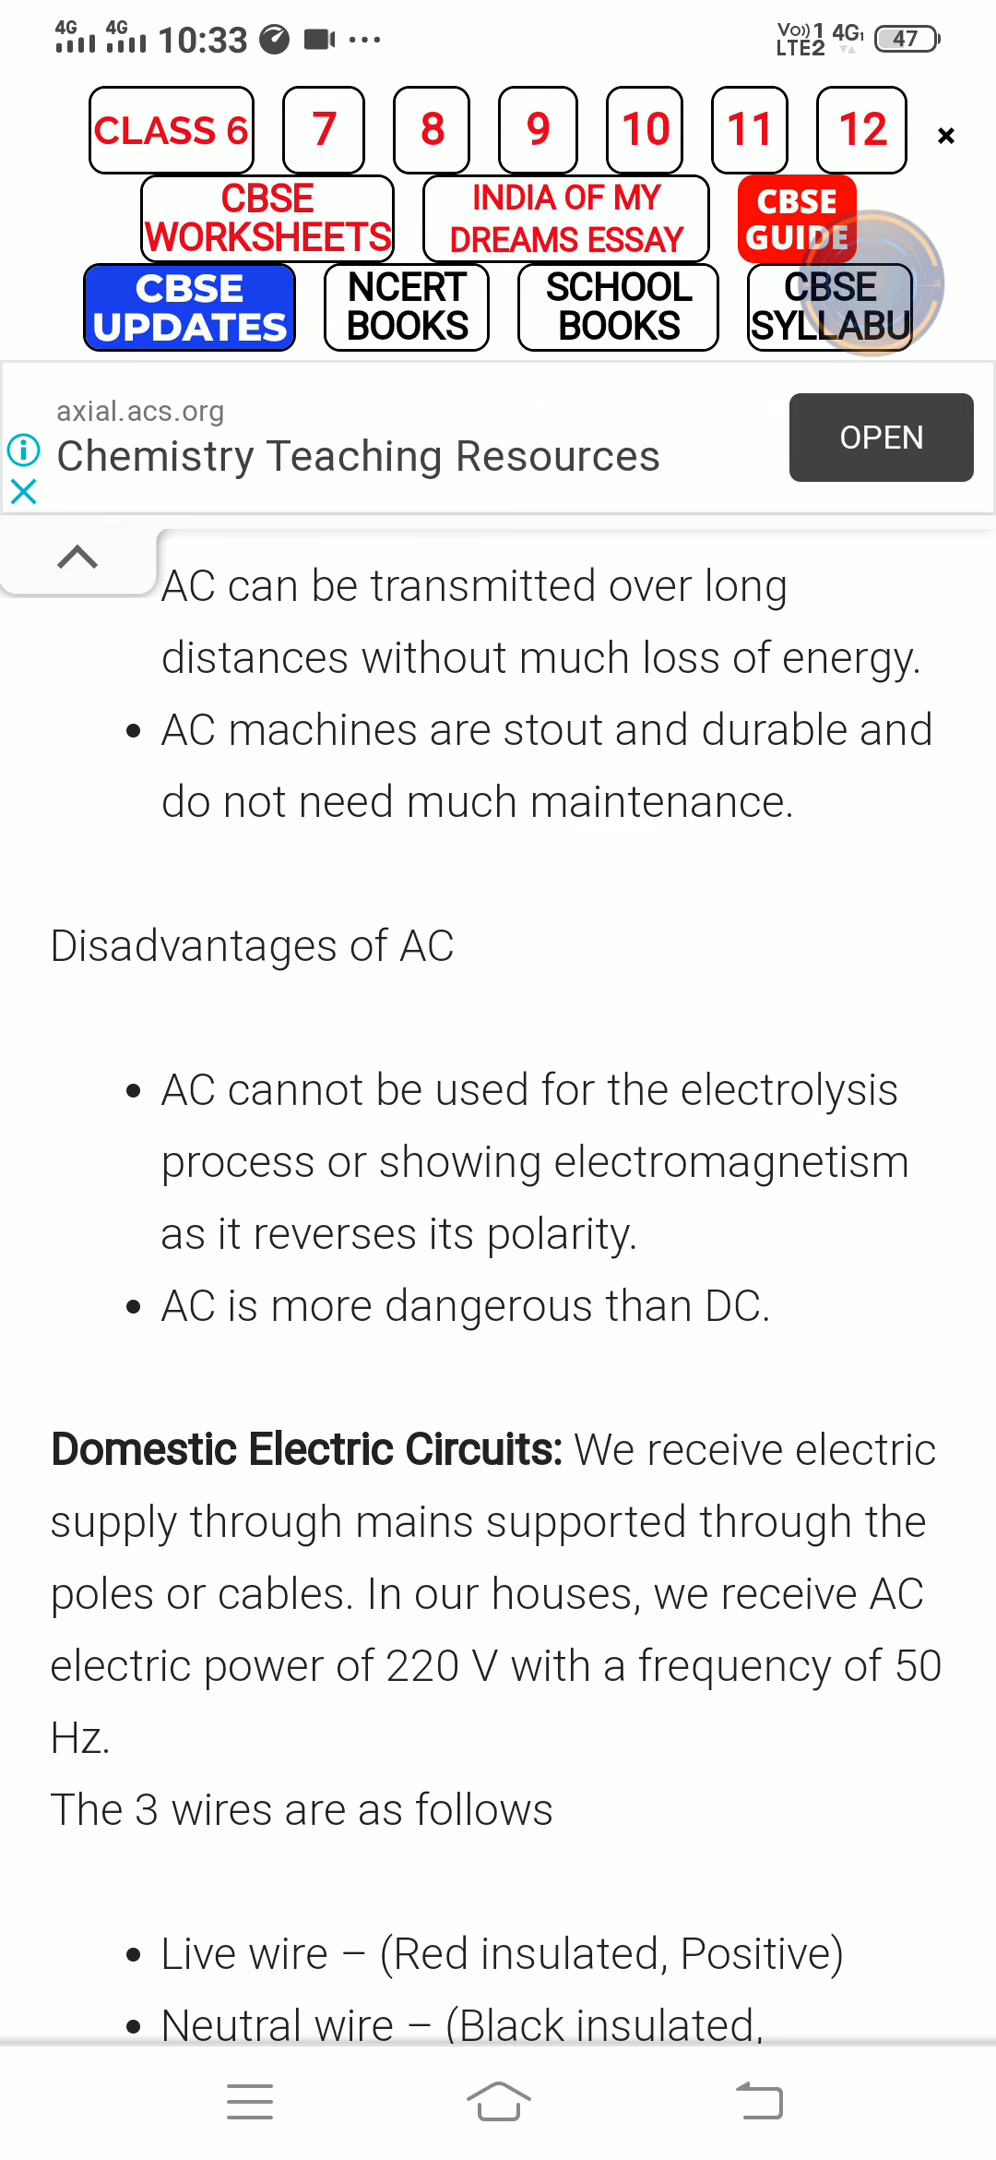 4G 4G 10:33 ... Vo)) 1 4G 47
LTE2
CLASS 6 7 8 9 10 11 12 ×
CBSE
WORKSHEETS
INDIA OF MY
DREAMS ESSAY
CBSE
GUIDE
CBSE
UPDATES
NCERT
BOOKS
SCHOOL
BOOKS
CBSE
SYLLABU
axial.acs.org
Chemistry Teaching Resources
OPEN
AC can be transmitted over long
distances without much loss of energy.
• AC machines are stout and durable and
do not need much maintenance.
Disadvantages of AC
• AC cannot be used for the electrolysis
process or showing electromagnetism
as it reverses its polarity.
• AC is more dangerous than DC.
Domestic Electric Circuits: We receive electric
supply through mains supported through the
poles or cables. In our houses, we receive AC
electric power of 220 V with a frequency of 50
Hz.
The 3 wires are as follows
• Live wire – (Red insulated, Positive)
• Neutral wire – (Black insulated,